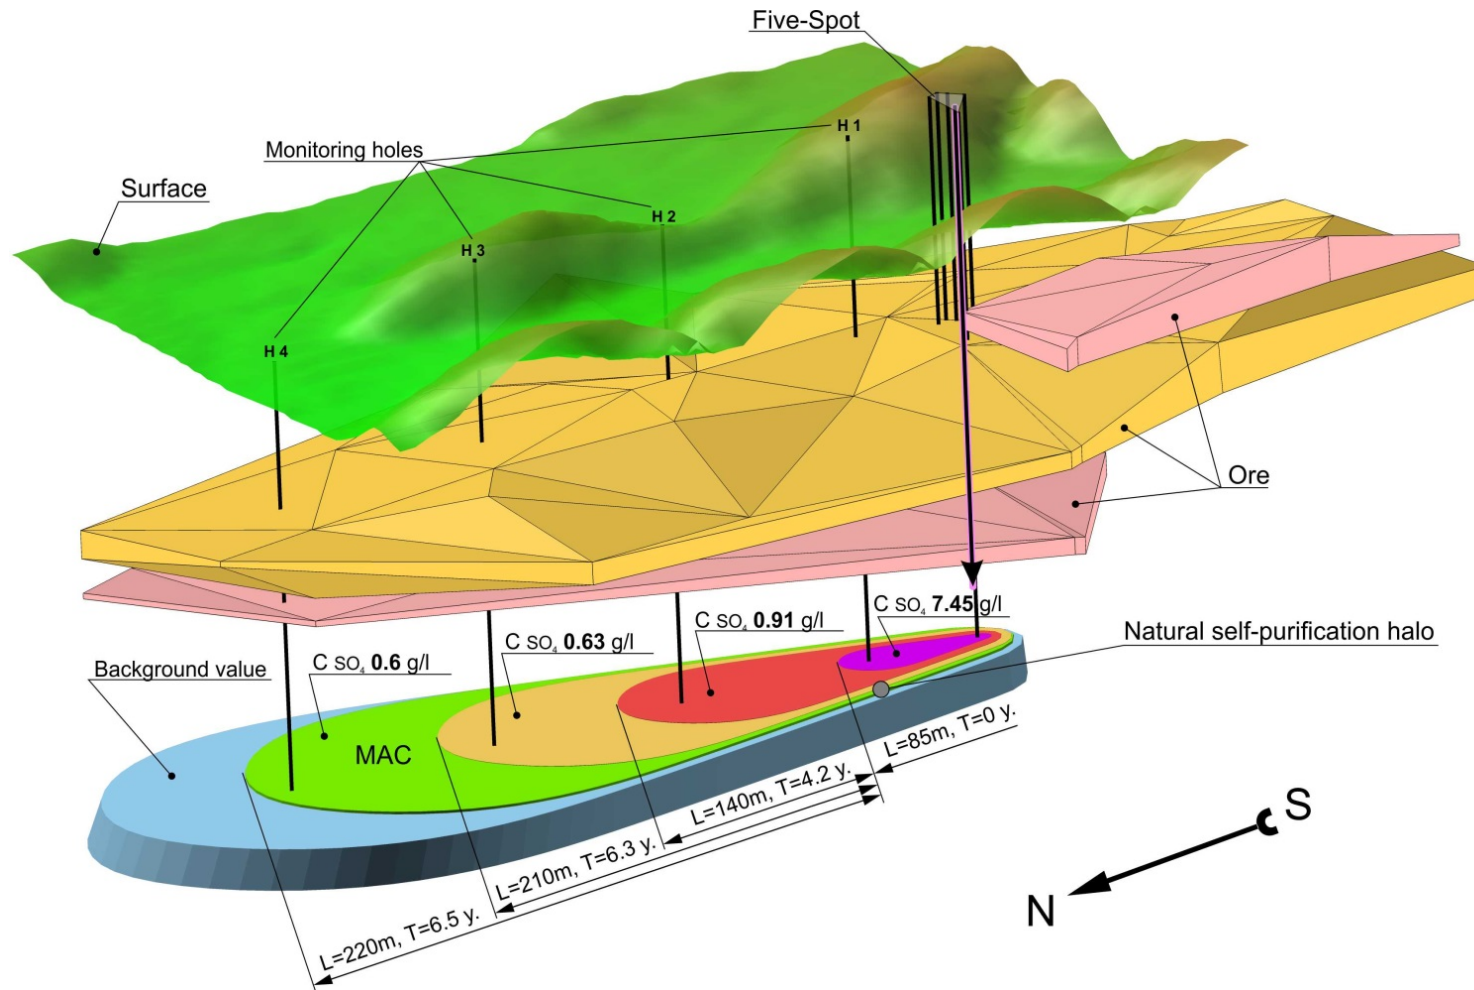 Five-Spot
H 1
Monitoring holes
Surface
H 2
H 3
H 4
Ore
C SO₄ 7.45 g/l
C SO₄ 0.91 g/l
C SO₄ 0.63 g/l
C SO₄ 0.6 g/l
Natural self-purification halo
Background value
MAC
L=85m, T=0 y.
L=140m, T=4.2 y.
L=210m, T=6.3 y.
L=220m, T=6.5 y.
S
N